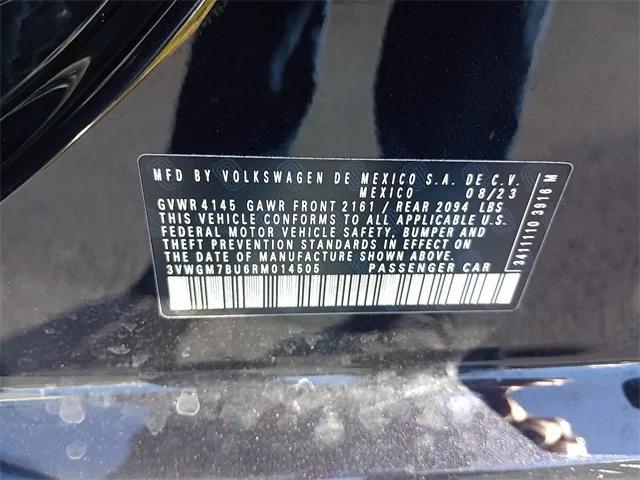 MFD BY VOLKSWAGEN DE MEXICO S.A. DE C.V.
MEXICO 08/23
GVWR 4145 GAWR FRONT 2161 / REAR 2094 LBS
THIS VEHICLE CONFORMS TO ALL APPLICABLE U.S.
FEDERAL MOTOR VEHICLE SAFETY, BUMPER AND
THEFT PREVENTION STANDARDS IN EFFECT ON
THE DATE OF MANUFACTURE SHOWN ABOVE.
3VWGM7BU6RM014505 PASSENGER CAR
3411110 3916 M